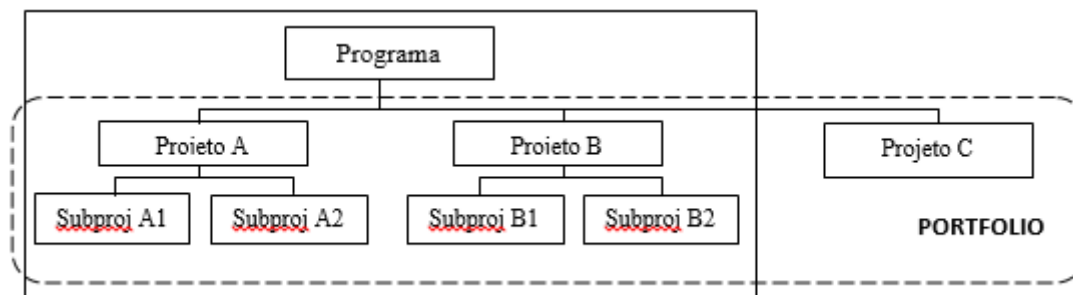 Programa
Projeto A
Projeto B
Projeto C
Subproj A1
Subproj A2
Subproj B1
Subproj B2
PORTFOLIO